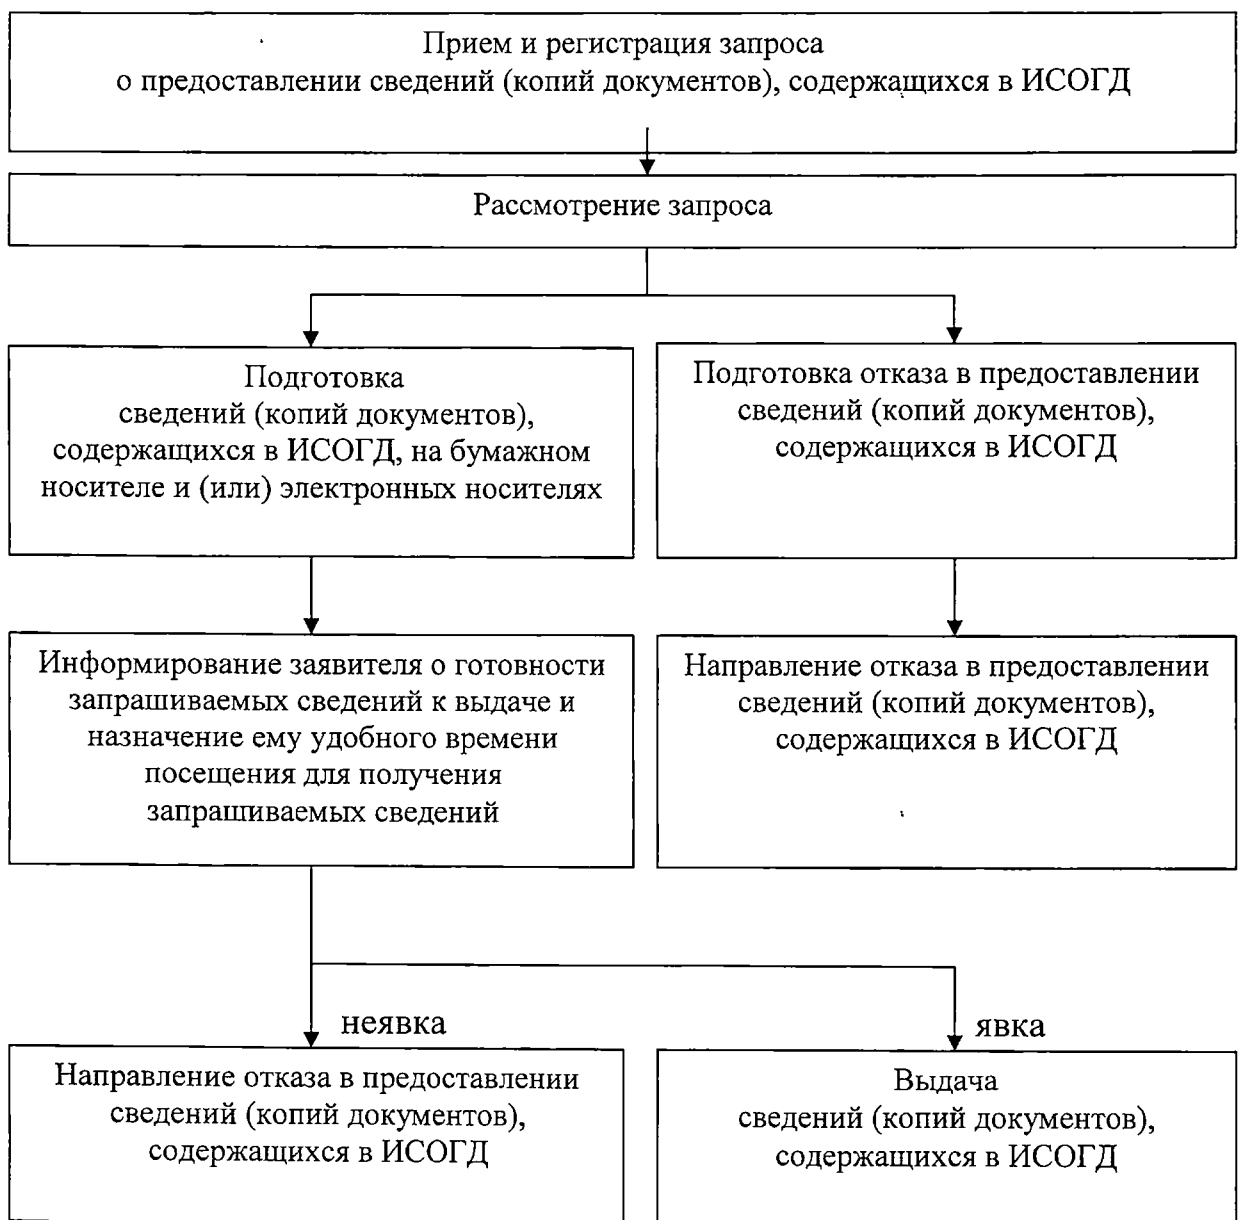 Прием и регистрация запроса
о предоставлении сведений (копий документов), содержащихся в ИСОГД
Рассмотрение запроса
Подготовка
сведений (копий документов),
содержащихся в ИСОГД, на бумажном
носителе и (или) электронных носителях
Подготовка отказа в предоставлении
сведений (копий документов),
содержащихся в ИСОГД
Информирование заявителя о готовности
запрашиваемых сведений к выдаче и
назначение ему удобного времени
посещения для получения
запрашиваемых сведений
Направление отказа в предоставлении
сведений (копий документов),
содержащихся в ИСОГД
неявка
явка
Направление отказа в предоставлении
сведений (копий документов),
содержащихся в ИСОГД
Выдача
сведений (копий документов),
содержащихся в ИСОГД